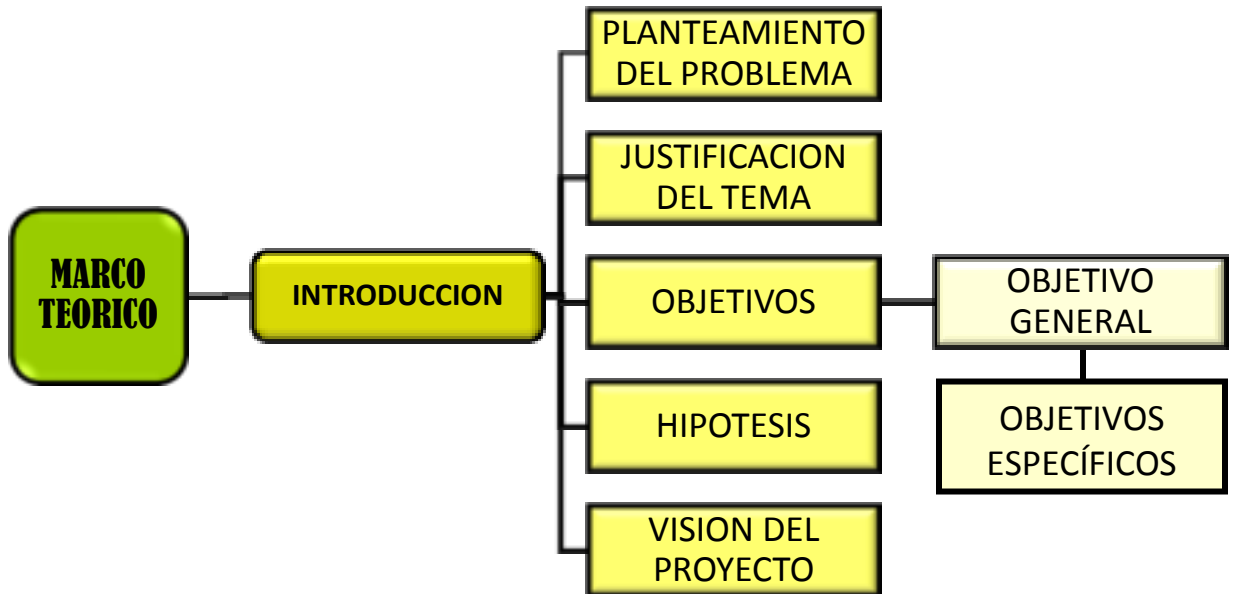 MARCO
TEORICO
INTRODUCCION
PLANTEAMIENTO
DEL PROBLEMA
JUSTIFICACION
DEL TEMA
OBJETIVOS
OBJETIVO
GENERAL
OBJETIVOS
ESPECÍFICOS
HIPOTESIS
VISION DEL
PROYECTO